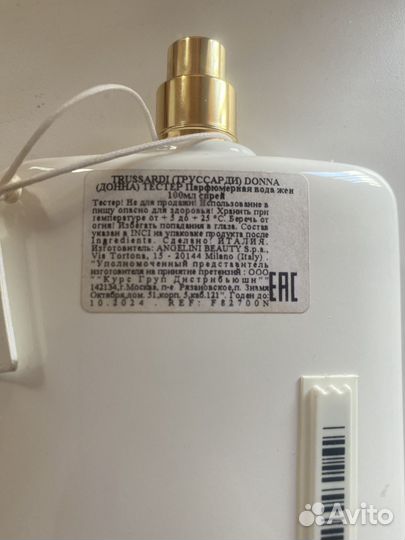 TRUSSARDI (ТРУССАРДИ) DONNA
(ДОННА) ТЕСТЕР Парфюмерная вода жен
100мл спрей
Тестер! Не для продажи! Использование в
пищу опасно для здоровья! Хранить при
температуре от + 5 до + 25 °C. Беречь от
огня! Избегать попадания в глаза. Состав
указан в INCI на упаковке продукта после
Ingredients. Сделано: ИТАЛИЯ.
Изготовитель: ANGELINI BEAUTY S.p.a.,
Via Tortona, 15 - 20144 Milano (Italy)
"Уполномоченный представитель
изготовителя на принятие претензий: ООО
"Курс Груп Дистрибьюшн"
142134,г.Москва, п-е. Рязановское,п. Знамя
Октября,дом. 51,корп. 5,каб.121". Годен до:
10.2024 . REF: F82700N
EAC
Avito